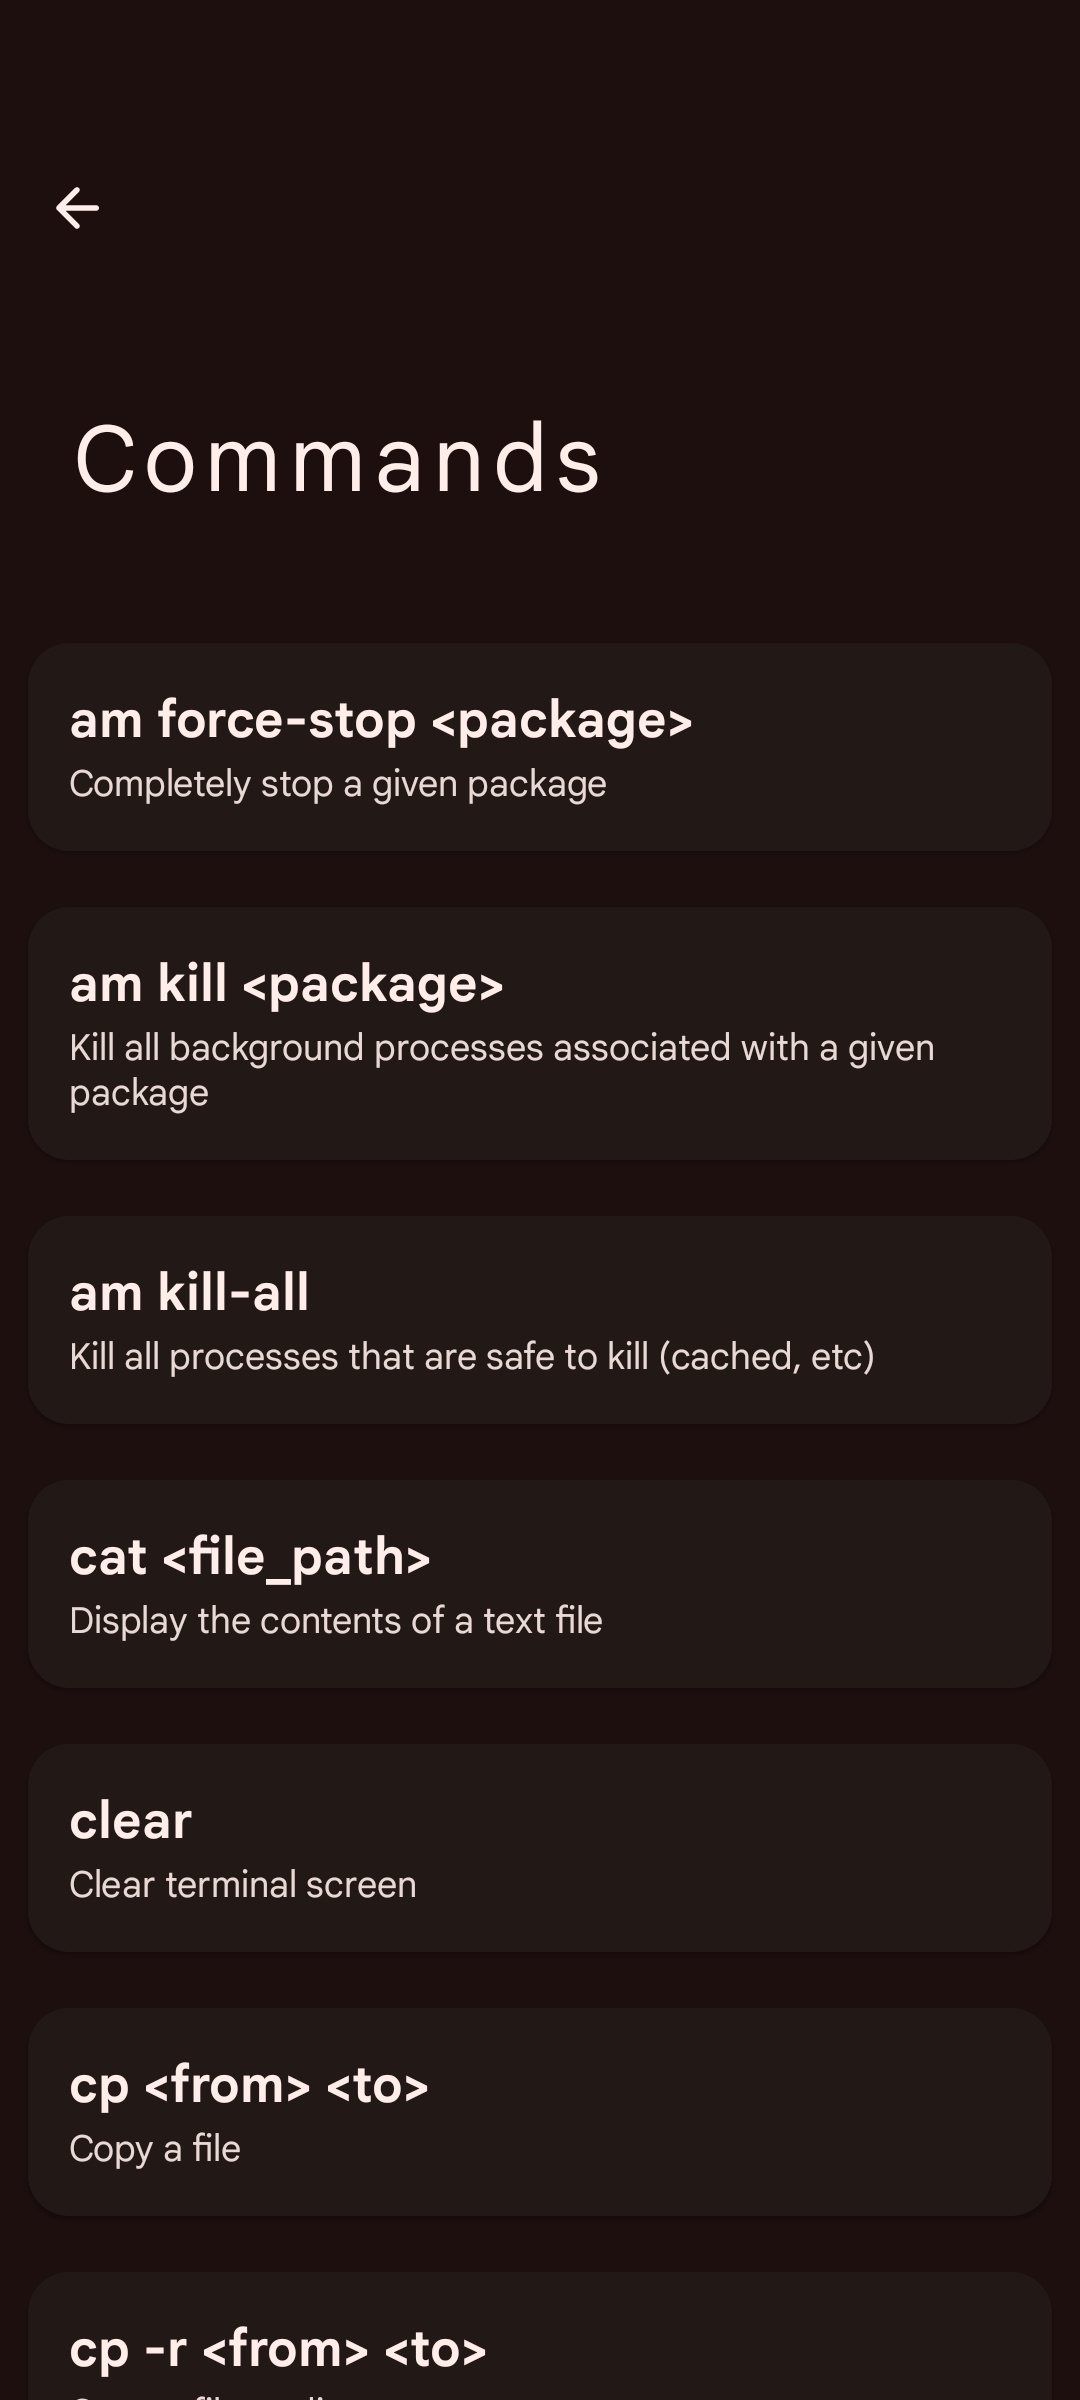 Commands
am force-stop <package>
Completely stop a given package
am kill <package>
Kill all background processes associated with a given
package
am kill-all
Kill all processes that are safe to kill (cached, etc)
cat <file_path>
Display the contents of a text file
clear
Clear terminal screen
cp <from> <to>
Copy a file
cp -r <from> <to>